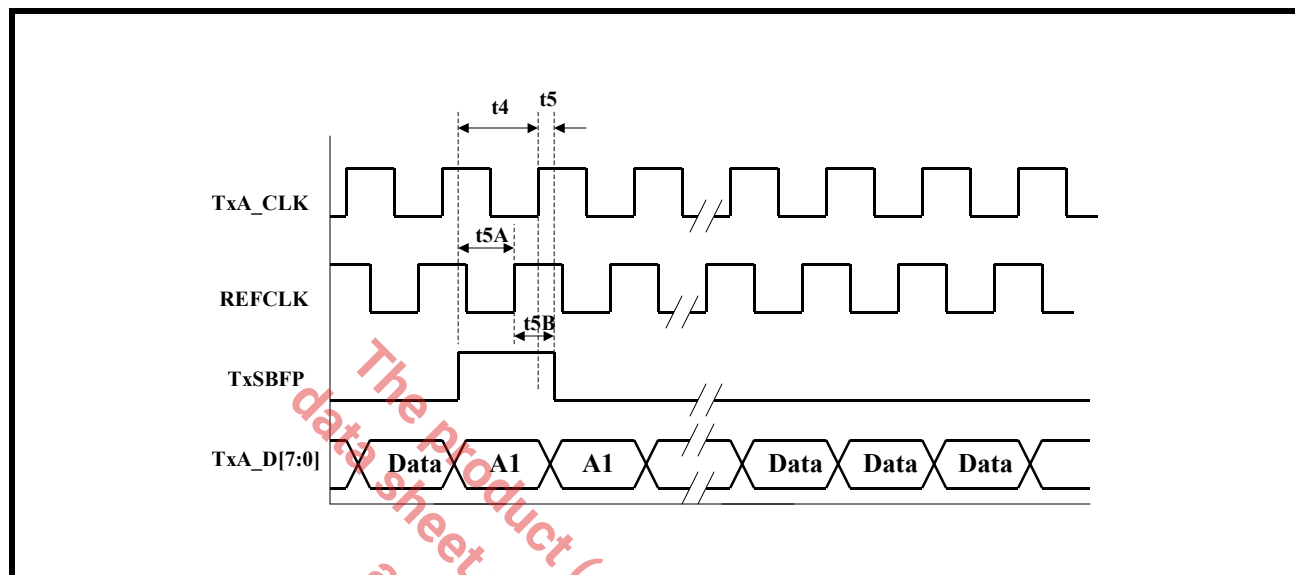 t4
t5
TxA_CLK
t5A
REFCLK
t5B
TxSBFP
TxA_D[7:0]
Data
A1
A1
Data
Data
Data
The product (
data sheet
a